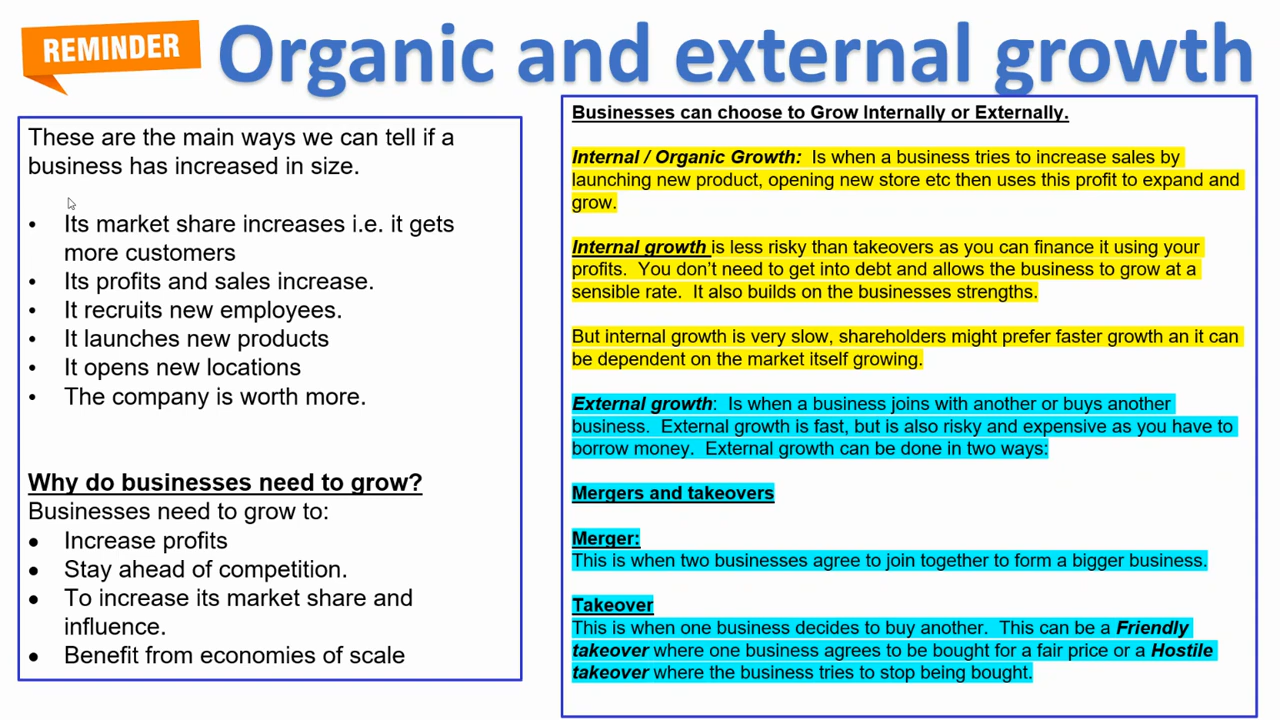 REMINDER
Organic and external growth
These are the main ways we can tell if a
business has increased in size.
• Its market share increases i.e. it gets
more customers
• Its profits and sales increase.
• It recruits new employees.
• It launches new products
• It opens new locations
• The company is worth more.
Why do businesses need to grow?
Businesses need to grow to:
• Increase profits
• Stay ahead of competition.
• To increase its market share and
influence.
• Benefit from economies of scale
Businesses can choose to Grow Internally or Externally.
Internal / Organic Growth: Is when a business tries to increase sales by
launching new product, opening new store etc then uses this profit to expand and
grow.
Internal growth is less risky than takeovers as you can finance it using your
profits. You don’t need to get into debt and allows the business to grow at a
sensible rate. It also builds on the businesses strengths.
But internal growth is very slow, shareholders might prefer faster growth an it can
be dependent on the market itself growing.
External growth: Is when a business joins with another or buys another
business. External growth is fast, but is also risky and expensive as you have to
borrow money. External growth can be done in two ways:
Mergers and takeovers
Merger:
This is when two businesses agree to join together to form a bigger business.
Takeover
This is when one business decides to buy another. This can be a Friendly
takeover where one business agrees to be bought for a fair price or a Hostile
takeover where the business tries to stop being bought.